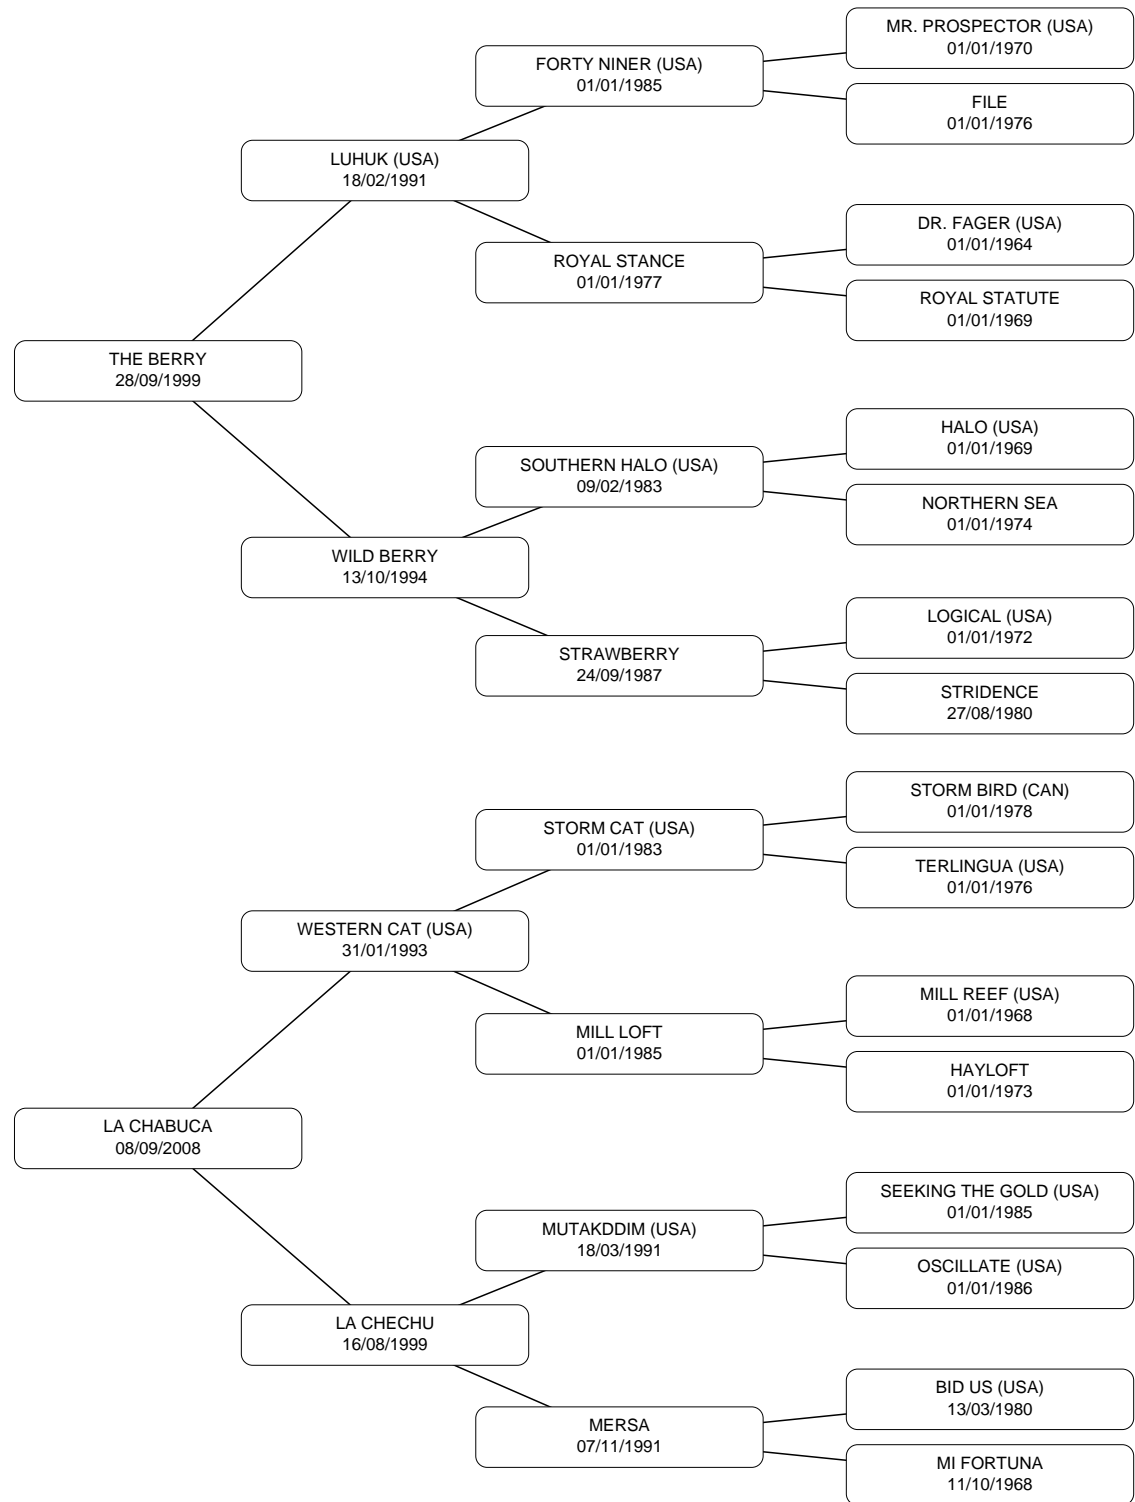 MR. PROSPECTOR (USA)
01/01/1970
FORTY NINER (USA)
01/01/1985
FILE
01/01/1976
LUHUK (USA)
18/02/1991
DR. FAGER (USA)
01/01/1964
ROYAL STANCE
01/01/1977
ROYAL STATUTE
01/01/1969
THE BERRY
28/09/1999
HALO (USA)
01/01/1969
SOUTHERN HALO (USA)
09/02/1983
NORTHERN SEA
01/01/1974
WILD BERRY
13/10/1994
LOGICAL (USA)
01/01/1972
STRAWBERRY
24/09/1987
STRIDENCE
27/08/1980
STORM BIRD (CAN)
01/01/1978
STORM CAT (USA)
01/01/1983
TERLINGUA (USA)
01/01/1976
WESTERN CAT (USA)
31/01/1993
MILL REEF (USA)
01/01/1968
MILL LOFT
01/01/1985
HAYLOFT
01/01/1973
LA CHABUCA
08/09/2008
SEEKING THE GOLD (USA)
01/01/1985
MUTAKDDIM (USA)
18/03/1991
OSCILLATE (USA)
01/01/1986
LA CHECHU
16/08/1999
BID US (USA)
13/03/1980
MERSA
07/11/1991
MI FORTUNA
11/10/1968